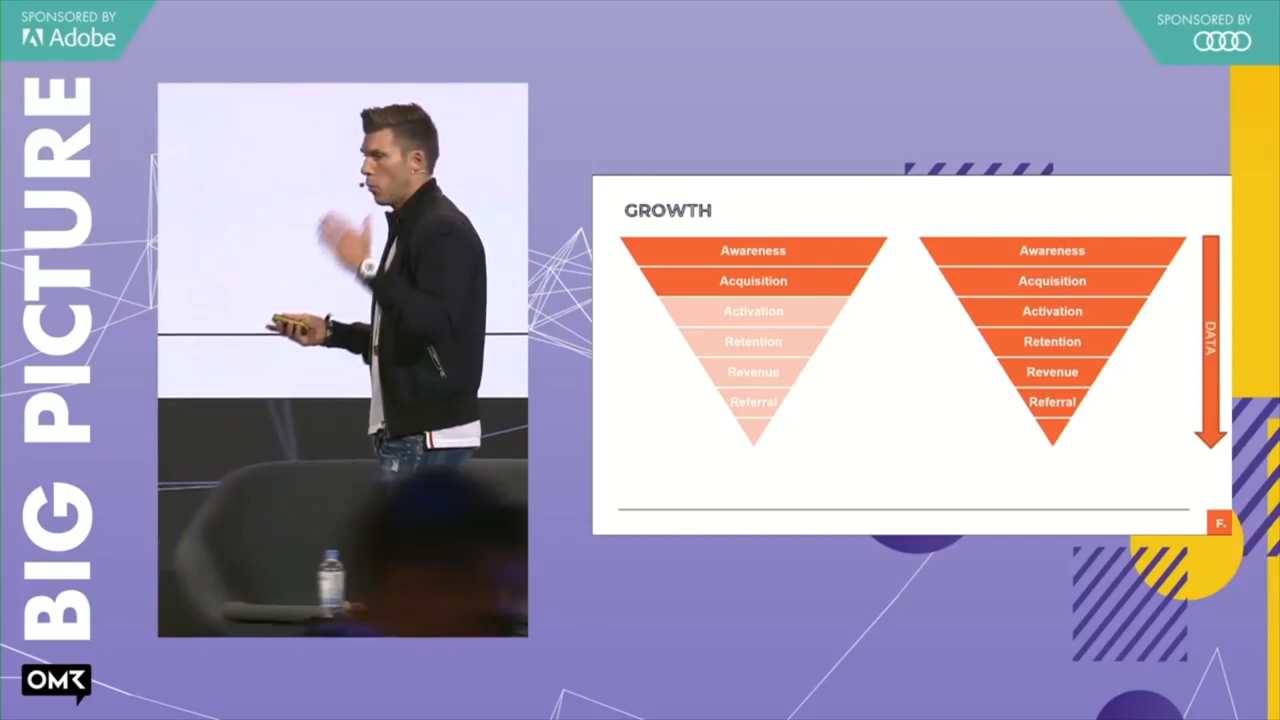 SPONSORED BY
Adobe
SPONSORED BY
BIG PICTURE
GROWTH
Awareness
Acquisition
Activation
Retention
Revenue
Referral
Awareness
Acquisition
Activation
Retention
Revenue
Referral
DATA
F.
OMR